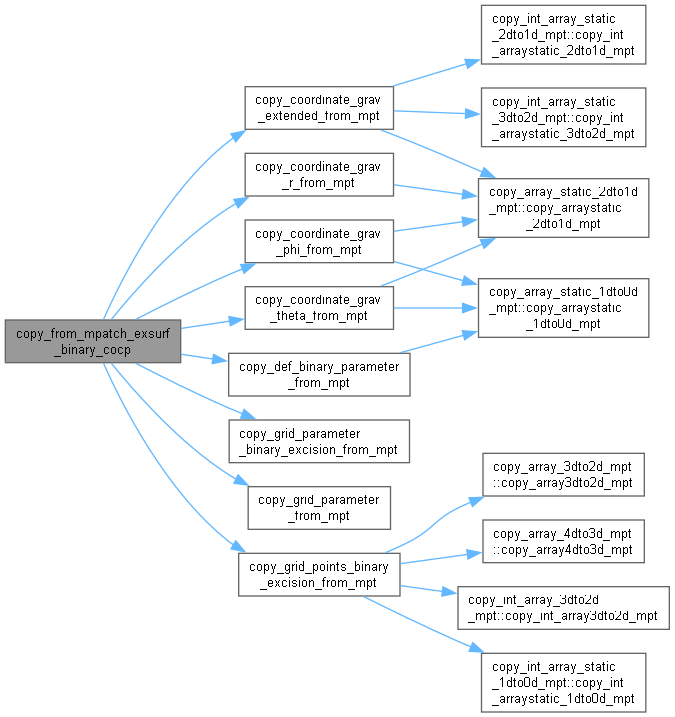 copy_from_mpatch_exsurf
_binary_cocp
copy_coordinate_grav
_extended_from_mpt
copy_coordinate_grav
_r_from_mpt
copy_coordinate_grav
_phi_from_mpt
copy_coordinate_grav
_theta_from_mpt
copy_def_binary_parameter
_from_mpt
copy_grid_parameter
_binary_excision_from_mpt
copy_grid_parameter
_from_mpt
copy_grid_points_binary
_excision_from_mpt
copy_int_array_static
_2dto1d_mpt::copy_int
_arraystatic_2dto1d_mpt
copy_int_array_static
_3dto2d_mpt::copy_int
_arraystatic_3dto2d_mpt
copy_array_static_2dto1d
_mpt::copy_arraystatic
_2dto1d_mpt
copy_array_static_1dto0d
_mpt::copy_arraystatic
_1dto0d_mpt
copy_array_3dto2d_mpt
::copy_array3dto2d_mpt
copy_array_4dto3d_mpt
::copy_array4dto3d_mpt
copy_int_array_3dto2d
_mpt::copy_int_array3dto2d_mpt
copy_int_array_static
_1dto0d_mpt::copy_int
_arraystatic_1dto0d_mpt